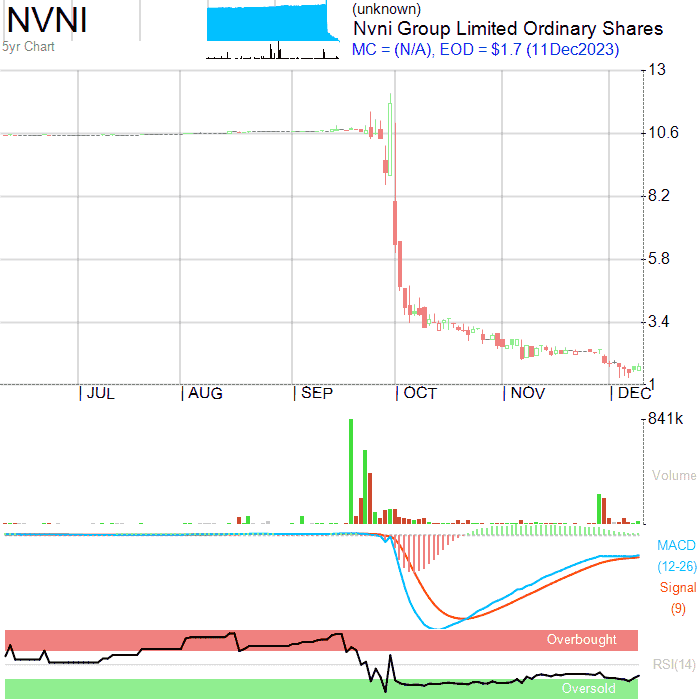 NVNI
5yr Chart
(unknown)
Nvni Group Limited Ordinary Shares
MC = (N/A), EOD = $1.7 (11Dec2023)
13
10.6
8.2
5.8
3.4
1
JUL AUG SEP OCT NOV DEC
841k
Volume
MACD
(12-26)
Signal
(9)
Overbought
RSI(14)
Oversold